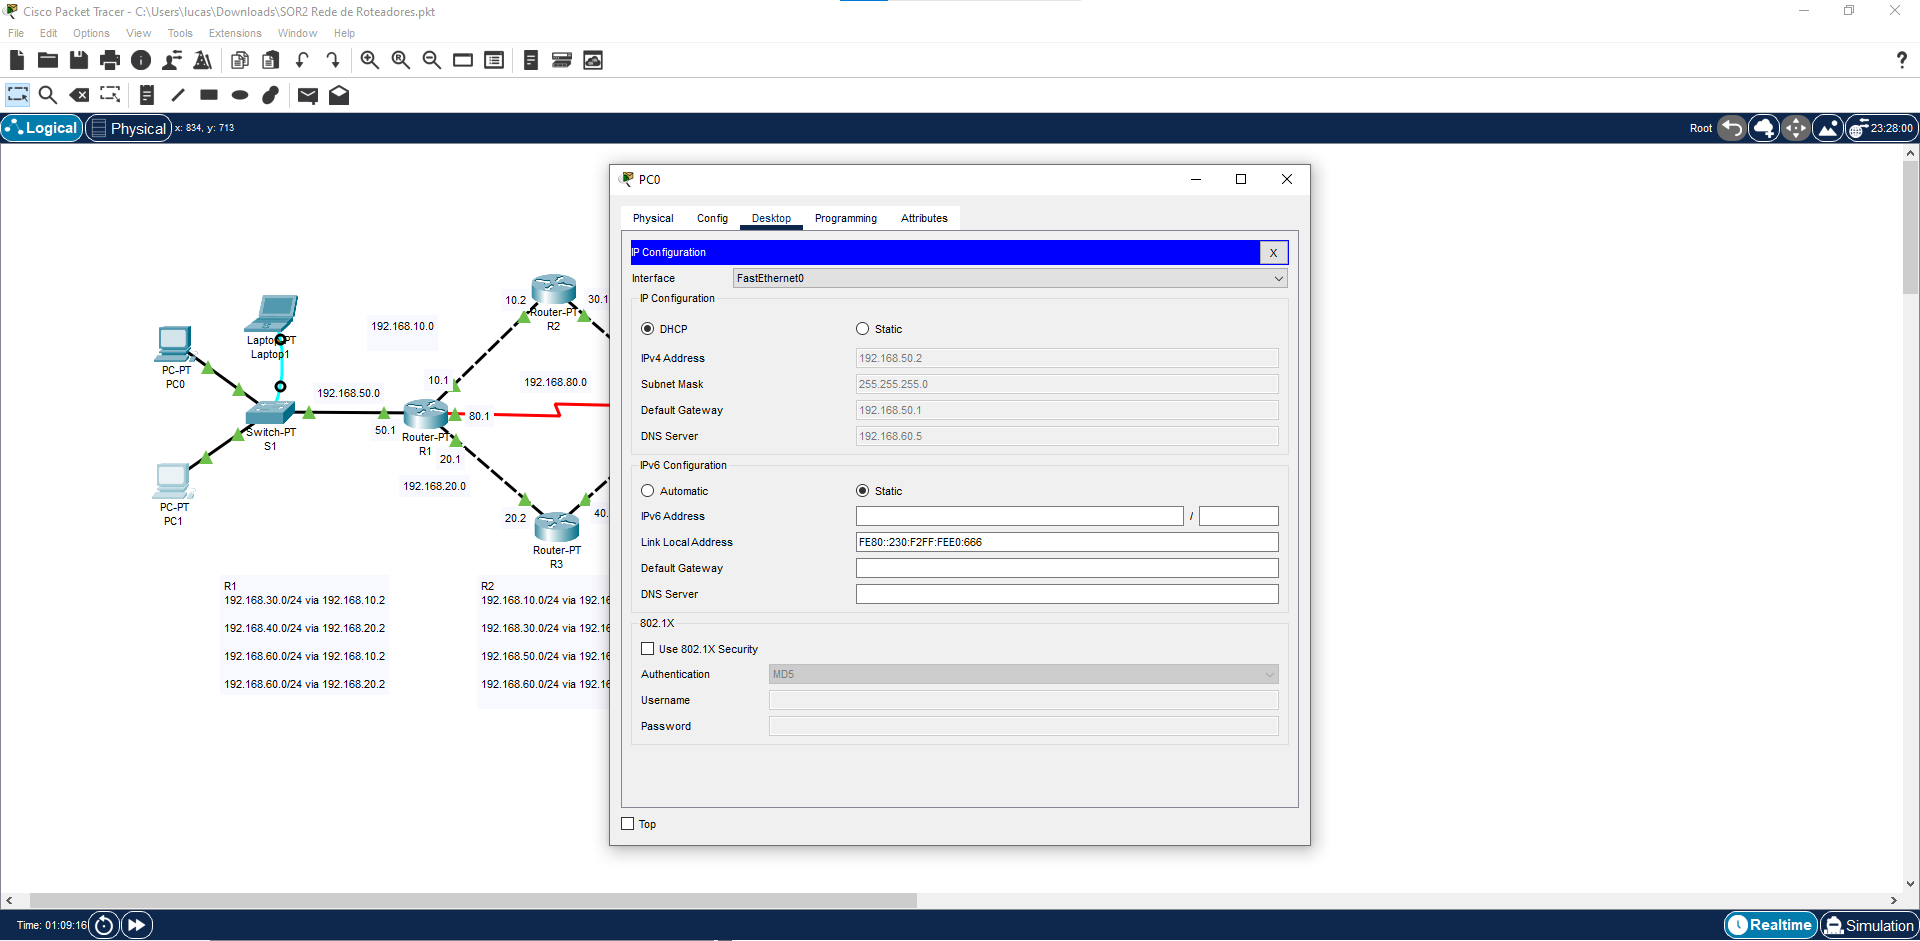 Cisco Packet Tracer - C:\Users\lucas\Downloads\SOR2 Rede de Roteadores.pkt
File Edit Options View Tools Extensions Window Help
?
Logical
Physical
x: 834, y: 713
Root
23:28:00
PC0
Physical Config Desktop Programming Attributes
IP Configuration
X
Interface
FastEthernet0
IP Configuration
DHCP
Static
IPv4 Address
192.168.50.2
Subnet Mask
255.255.255.0
Default Gateway
192.168.50.1
DNS Server
192.168.60.5
IPv6 Configuration
Automatic
Static
IPv6 Address
/
Link Local Address
FE80::230:F2FF:FEE0:666
Default Gateway
DNS Server
802.1X
Use 802.1X Security
Authentication
MD5
Username
Password
Top
10.2
30.1
Router-PT
R2
192.168.10.0
Laptop-PT
Laptop1
PC-PT
PC0
10.1
192.168.80.0
192.168.50.0
80.1
50.1
Switch-PT
S1
Router-PT
R1
20.1
192.168.20.0
PC-PT
PC1
20.2
40.
Router-PT
R3
R1
192.168.30.0/24 via 192.168.10.2
192.168.40.0/24 via 192.168.20.2
192.168.60.0/24 via 192.168.10.2
192.168.60.0/24 via 192.168.20.2
R2
192.168.10.0/24 via 192.16
192.168.30.0/24 via 192.16
192.168.50.0/24 via 192.16
192.168.60.0/24 via 192.16
Time: 01:09:16
Realtime
Simulation